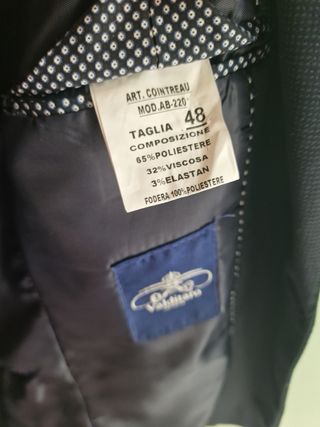 ART. COINTREAU
MOD.AB-220
TAGLIA 48
COMPOSIZIONE
65%POLIESTERE
32%VISCOSA
3%ELASTAN
FODERA 100%POLIESTERE